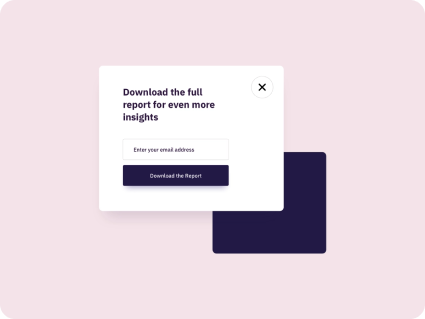 Download the full
report for even more
insights
Enter your email address
Download the Report